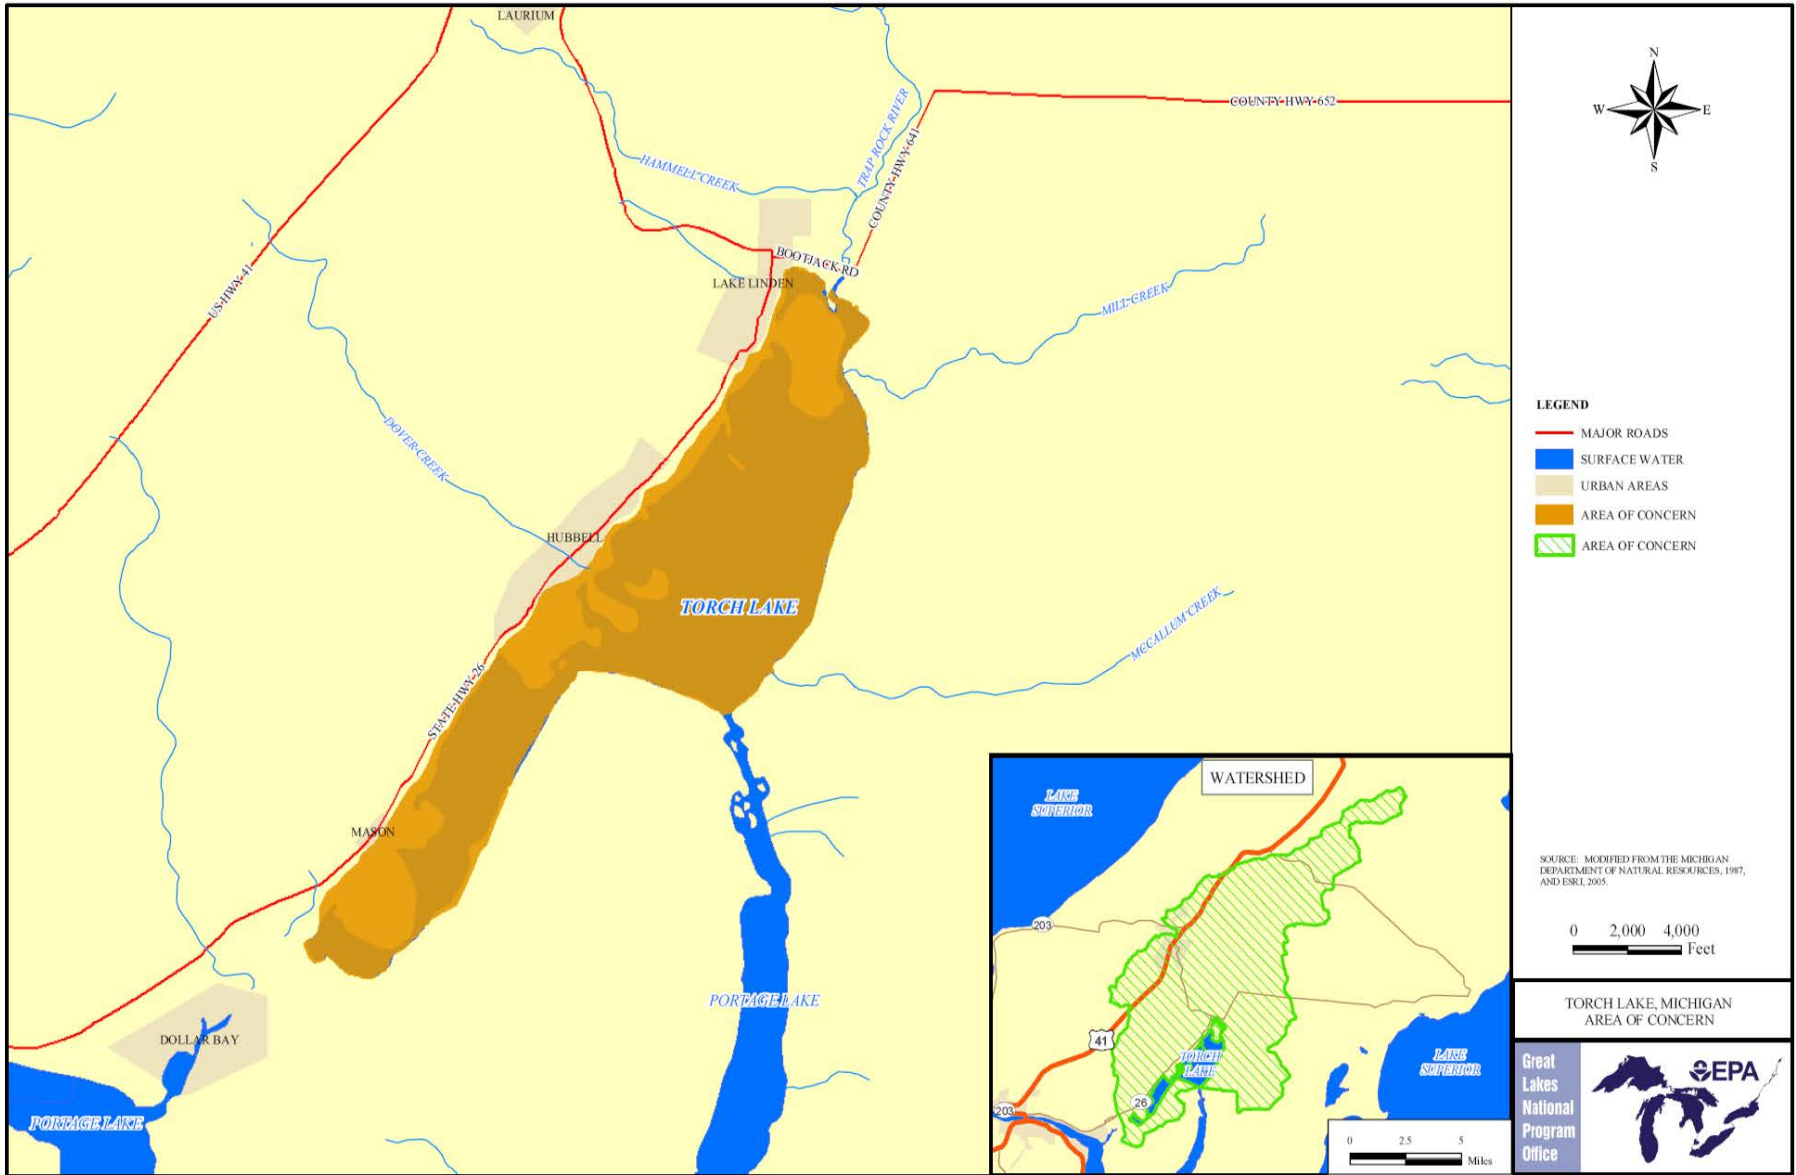 LAURIUM
COUNTY HWY 652
TRAP ROCK RIVER
COUNTY HWY 641
HAMMELL CREEK
BOOTJACK RD
LAKE LINDEN
US HWY 41
MILL CREEK
DOVER CREEK
HUBBELL
TORCH LAKE
MCCALLUM CREEK
STATE HWY 26
MASON
PORTAGE LAKE
DOLLAR BAY
PORTAGE LAKE
WATERSHED
LAKE
SUPERIOR
203
41
TORCH
LAKE
LAKE
SUPERIOR
26
203
0 2.5 5
Miles
N
W E
S
LEGEND
MAJOR ROADS
SURFACE WATER
URBAN AREAS
AREA OF CONCERN
AREA OF CONCERN
SOURCE: MODIFIED FROM THE MICHIGAN
DEPARTMENT OF NATURAL RESOURCES, 1987,
AND ESRI, 2005.
0 2,000 4,000
Feet
TORCH LAKE, MICHIGAN
AREA OF CONCERN
Great
Lakes
National
Program
Office
EPA